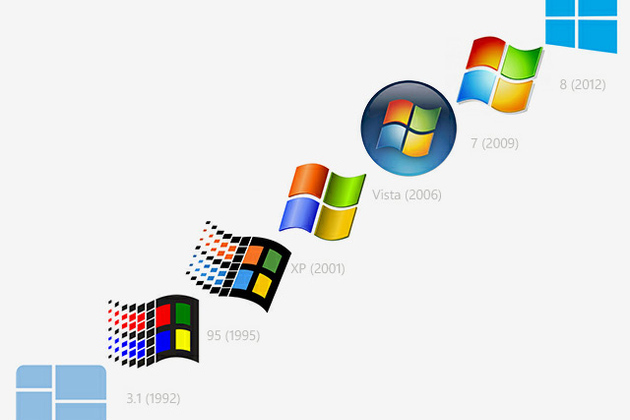 8 (2012)
7 (2009)
Vista (2006)
XP (2001)
95 (1995)
3.1 (1992)